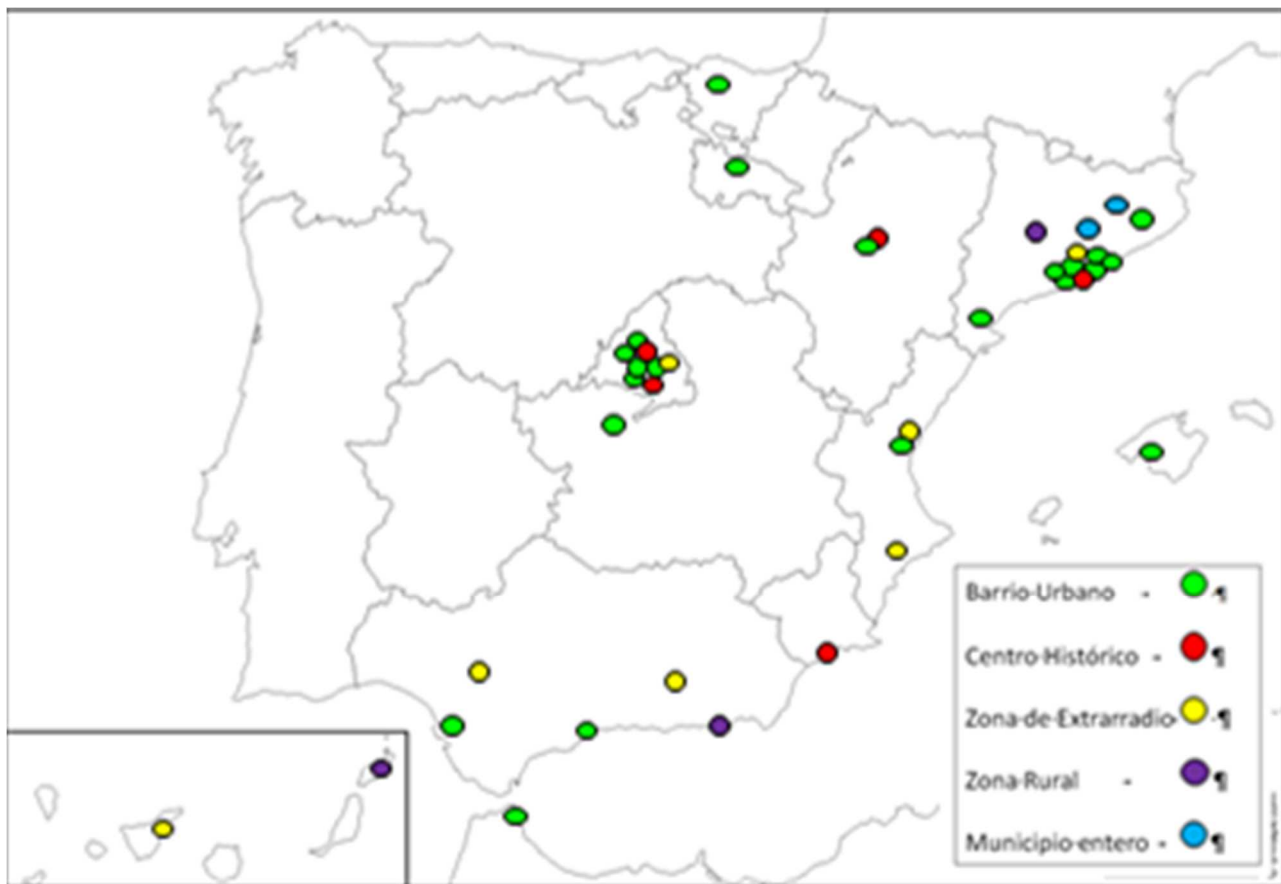 Barrio·Urbano - ¶
Centro·Histórico - ¶
Zona·de·Extrarradio· ·¶
Zona·Rural - ¶
Municipio·entero - ¶